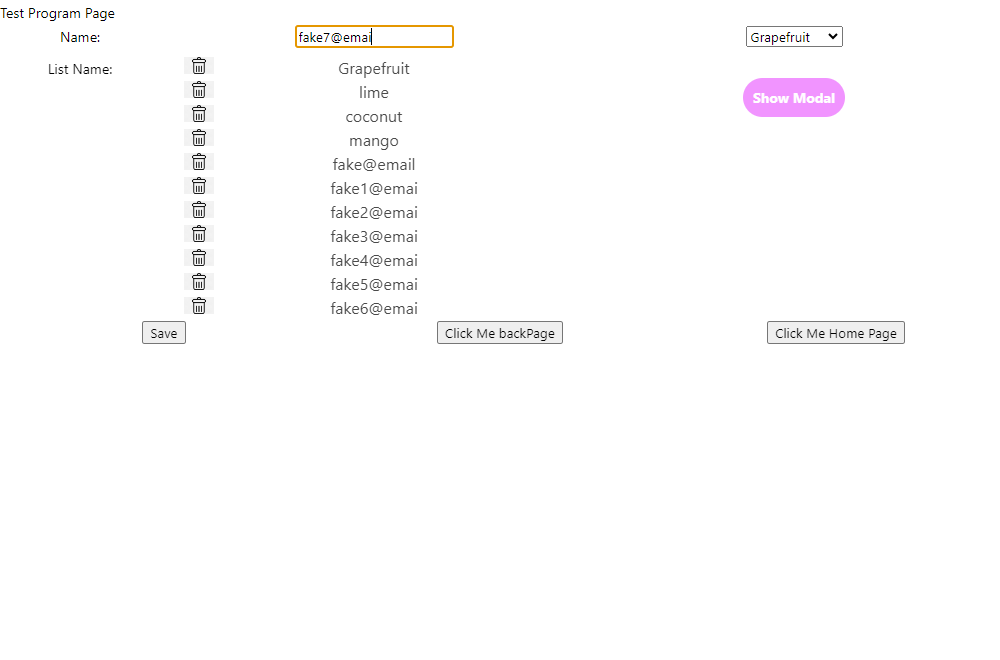 Test Program Page
Name: fake7@emai Grapefruit
List Name: Grapefruit
lime
Show Modal
coconut
mango
fake@email
fake1@emai
fake2@emai
fake3@emai
fake4@emai
fake5@emai
fake6@emai
Save Click Me backPage Click Me Home Page